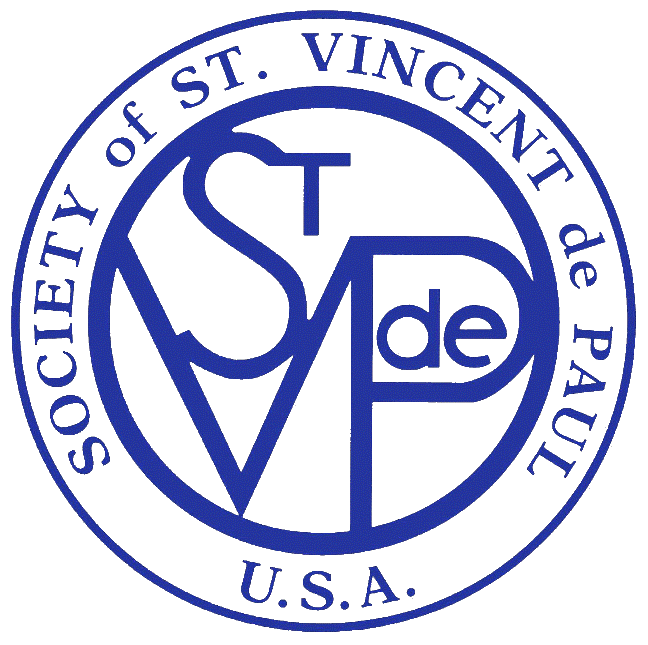 SOCIETY of ST. VINCENT de PAUL
ST
V de P
U.S.A.